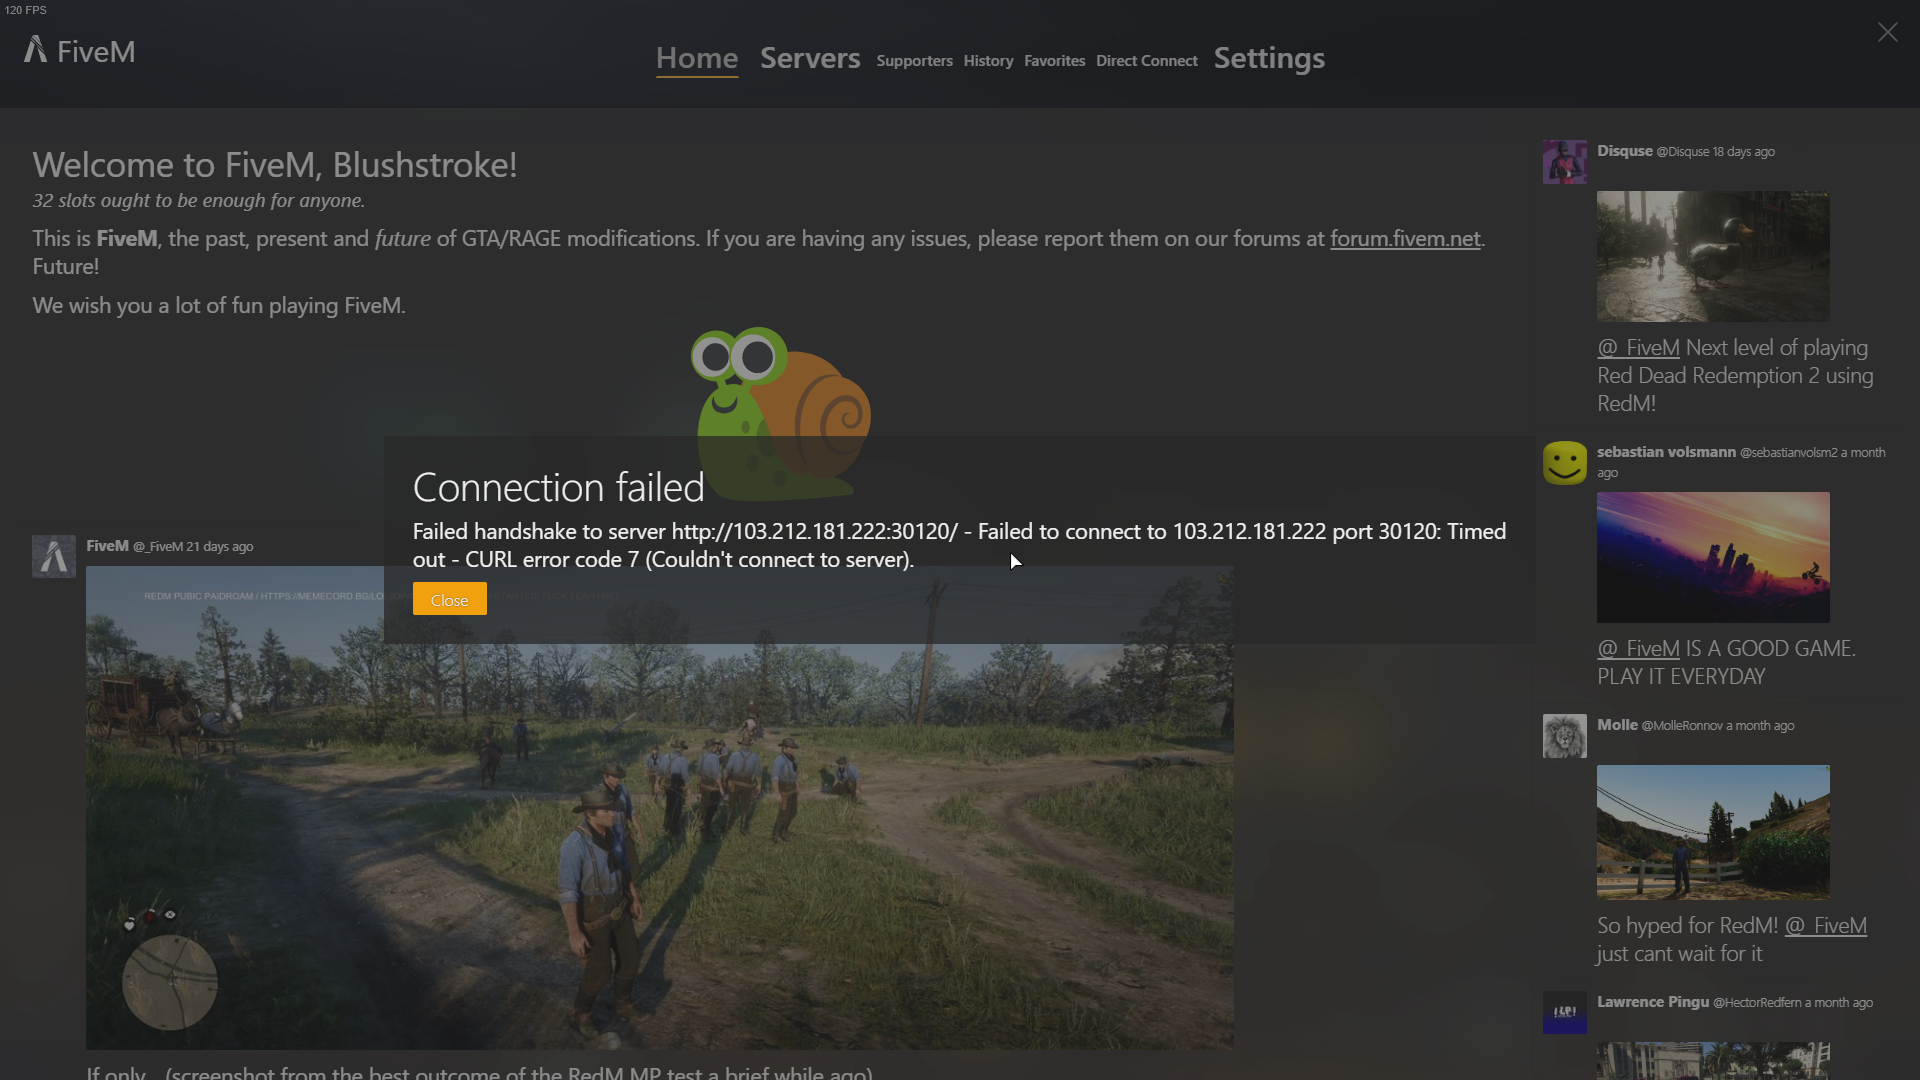 120 FPS
FiveM
Home Servers Supporters History Favorites Direct Connect Settings
Welcome to FiveM, Blushstroke!
32 slots ought to be enough for anyone.
This is FiveM, the past, present and future of GTA/RAGE modifications. If you are having any issues, please report them on our forums at forum.fivem.net.
Future!
We wish you a lot of fun playing FiveM.
Connection failed
Failed handshake to server http://103.212.181.222:30120/ - Failed to connect to 103.212.181.222 port 30120: Timed
out - CURL error code 7 (Couldn't connect to server).
Close
FiveM @_FiveM 21 days ago
REDM PUBIC PAIDROAM / HTTPS://MEMECORD.BG/LO
If only... (screenshot from the best outcome of the RedM MP test a brief while ago)
Disquse @Disquse 18 days ago
@_FiveM Next level of playing
Red Dead Redemption 2 using
RedM!
sebastian volsmann @sebastianvolsm2 a month
ago
@_FiveM IS A GOOD GAME.
PLAY IT EVERYDAY
Molle @MolleRonnov a month ago
So hyped for RedM! @_FiveM
just cant wait for it
Lawrence Pingu @HectorRedfern a month ago